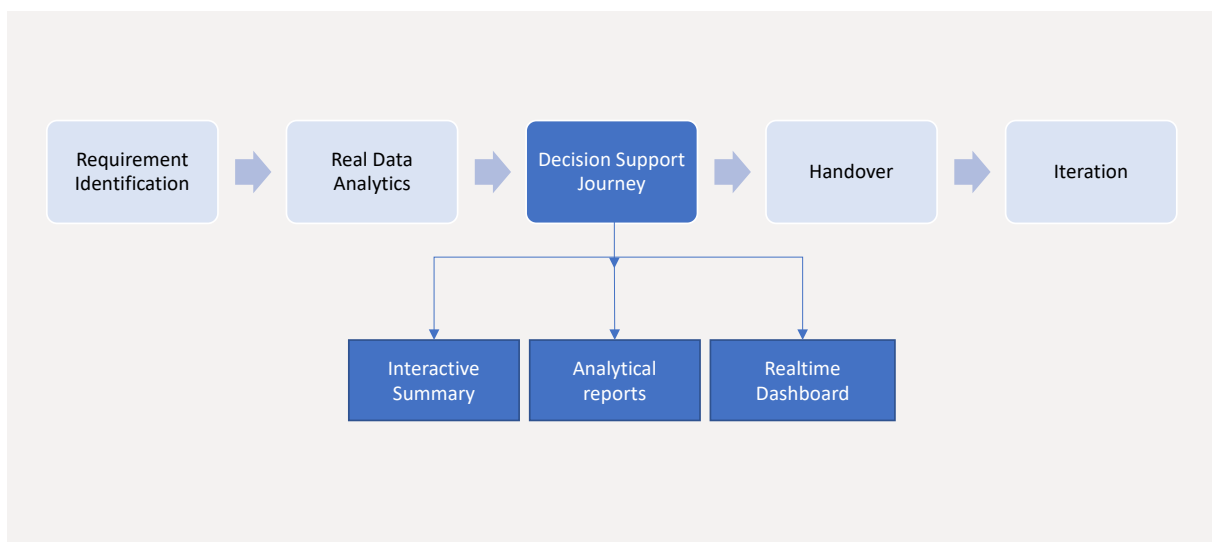 Requirement
Identification
Real Data
Analytics
Decision Support
Journey
Handover
Iteration
Interactive
Summary
Analytical
reports
Realtime
Dashboard